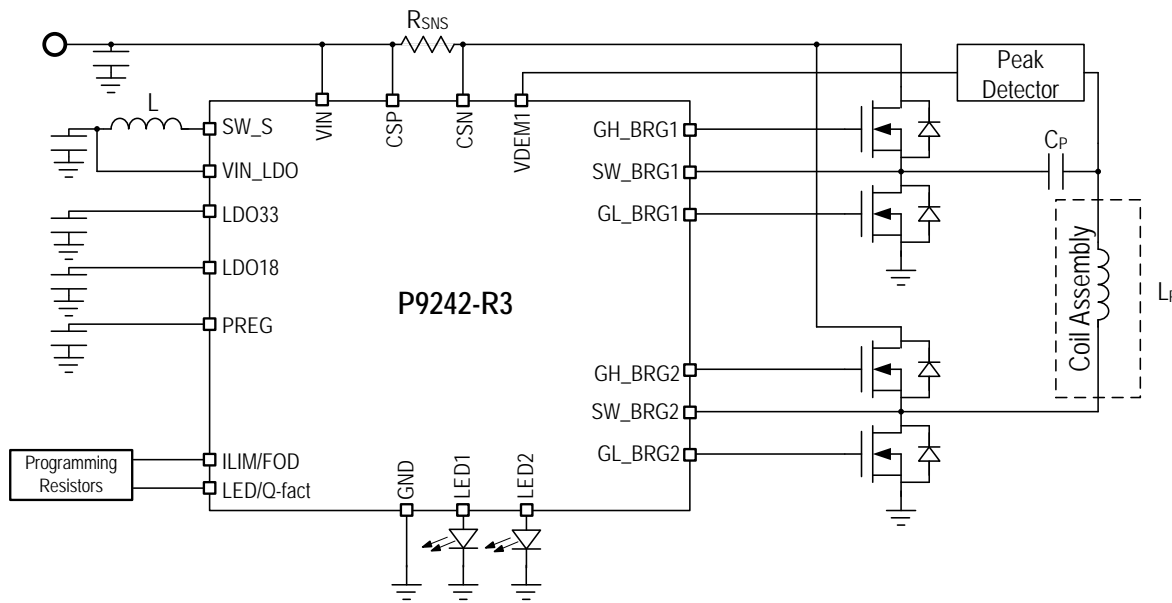 RSNS
Peak
Detector
L
SW_S
VIN_LDO
LDO33
LDO18
PREG
ILIM/FOD
LED/Q-fact
Programming
Resistors
VIN
CSP
CSN
VDEM1
P9242-R3
GH_BRG1
SW_BRG1
GL_BRG1
GH_BRG2
SW_BRG2
GL_BRG2
GND
LED1
LED2
CP
Coil Assembly
L